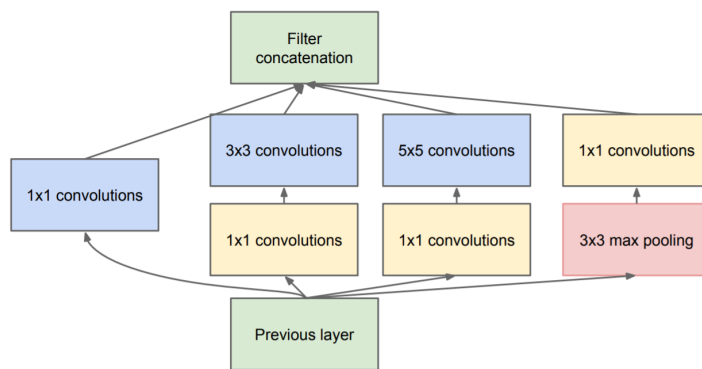 Filter
concatenation
3x3 convolutions
5x5 convolutions
1x1 convolutions
1x1 convolutions
1x1 convolutions
1x1 convolutions
3x3 max pooling
Previous layer